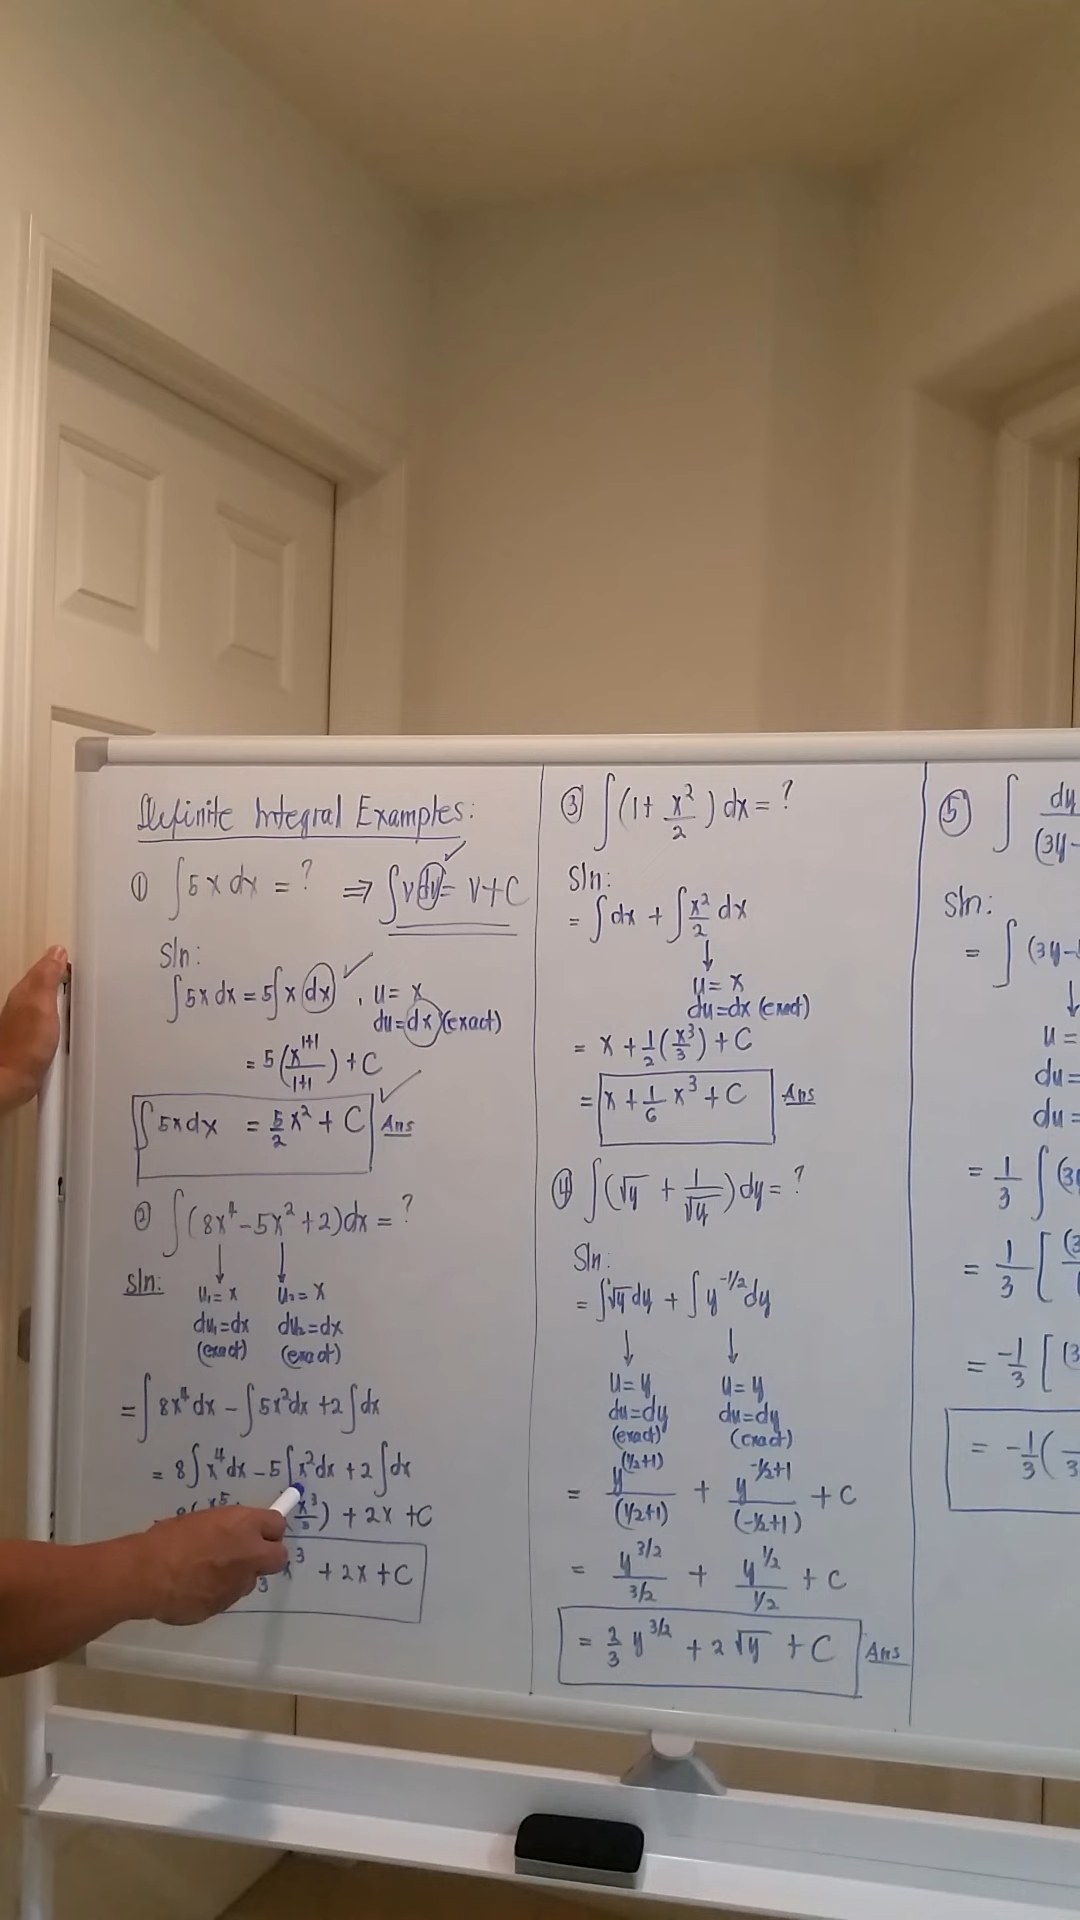 Definite Integral Examples:
① ∫5x dx = ? ⇒ ∫v dv = v + C
Sln:
∫5x dx = 5∫x dx , u = x
du = dx (exact)
= 5(x^{1+1}/(1+1)) + C
∫5x dx = 5/2 x² + C Ans
② ∫(8x⁴ - 5x² + 2)dx = ?
Sln:
u₁ = x u₂ = x
du₁ = dx du₂ = dx
(exact) (exact)
= ∫8x⁴dx - ∫5x²dx + 2∫dx
= 8∫x⁴dx - 5∫x²dx + 2∫dx
x³/3) + 2x + C
x³ + 2x + C
③ ∫(1 + x²/2) dx = ?
Sln:
= ∫dx + ∫x²/2 dx
u = x
du = dx (exact)
= x + 1/2(x³/3) + C
= x + 1/6 x³ + C Ans
④ ∫(√y + 1/√y)dy = ?
Sln:
= ∫√y dy + ∫y^{-1/2}dy
u = y u = y
du = dy du = dy
(exact) (exact)
= y^{(1/2+1)}/(1/2+1) + y^{-1/2+1}/(-1/2+1) + C
= y^{3/2}/(3/2) + y^{1/2}/(1/2) + C
= 2/3 y^{3/2} + 2√y + C Ans
⑤ ∫ dy/(3y-
Sln:
= ∫(3y-
u =
du =
du =
= 1/3 ∫(3
= 1/3 [(3
= -1/3 [(3
= -1/3 (